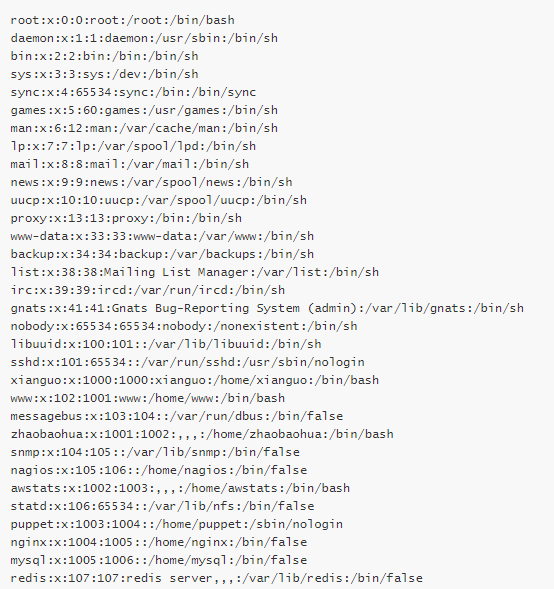 root:x:0:0:root:/root:/bin/bash
daemon:x:1:1:daemon:/usr/sbin:/bin/sh
bin:x:2:2:bin:/bin:/bin/sh
sys:x:3:3:sys:/dev:/bin/sh
sync:x:4:65534:sync:/bin:/bin/sync
games:x:5:60:games:/usr/games:/bin/sh
man:x:6:12:man:/var/cache/man:/bin/sh
lp:x:7:7:lp:/var/spool/lpd:/bin/sh
mail:x:8:8:mail:/var/mail:/bin/sh
news:x:9:9:news:/var/spool/news:/bin/sh
uucp:x:10:10:uucp:/var/spool/uucp:/bin/sh
proxy:x:13:13:proxy:/bin:/bin/sh
www-data:x:33:33:www-data:/var/www:/bin/sh
backup:x:34:34:backup:/var/backups:/bin/sh
list:x:38:38:Mailing List Manager:/var/list:/bin/sh
irc:x:39:39:ircd:/var/run/ircd:/bin/sh
gnats:x:41:41:Gnats Bug-Reporting System (admin):/var/lib/gnats:/bin/sh
nobody:x:65534:65534:nobody:/nonexistent:/bin/sh
libuuid:x:100:101::/var/lib/libuuid:/bin/sh
sshd:x:101:65534::/var/run/sshd:/usr/sbin/nologin
xianguo:x:1000:1000:xianguo:/home/xianguo:/bin/bash
www:x:102:1001:www:/home/www:/bin/bash
messagebus:x:103:104::/var/run/dbus:/bin/false
zhaobaohua:x:1001:1002:,,,:/home/zhaobaohua:/bin/bash
snmp:x:104:105::/var/lib/snmp:/bin/false
nagios:x:105:106::/home/nagios:/bin/false
awstats:x:1002:1003:,,,:/home/awstats:/bin/bash
statd:x:106:65534::/var/lib/nfs:/bin/false
puppet:x:1003:1004::/home/puppet:/sbin/nologin
nginx:x:1004:1005::/home/nginx:/bin/false
mysql:x:1005:1006::/home/mysql:/bin/false
redis:x:107:107:redis server,,,:/var/lib/redis:/bin/false